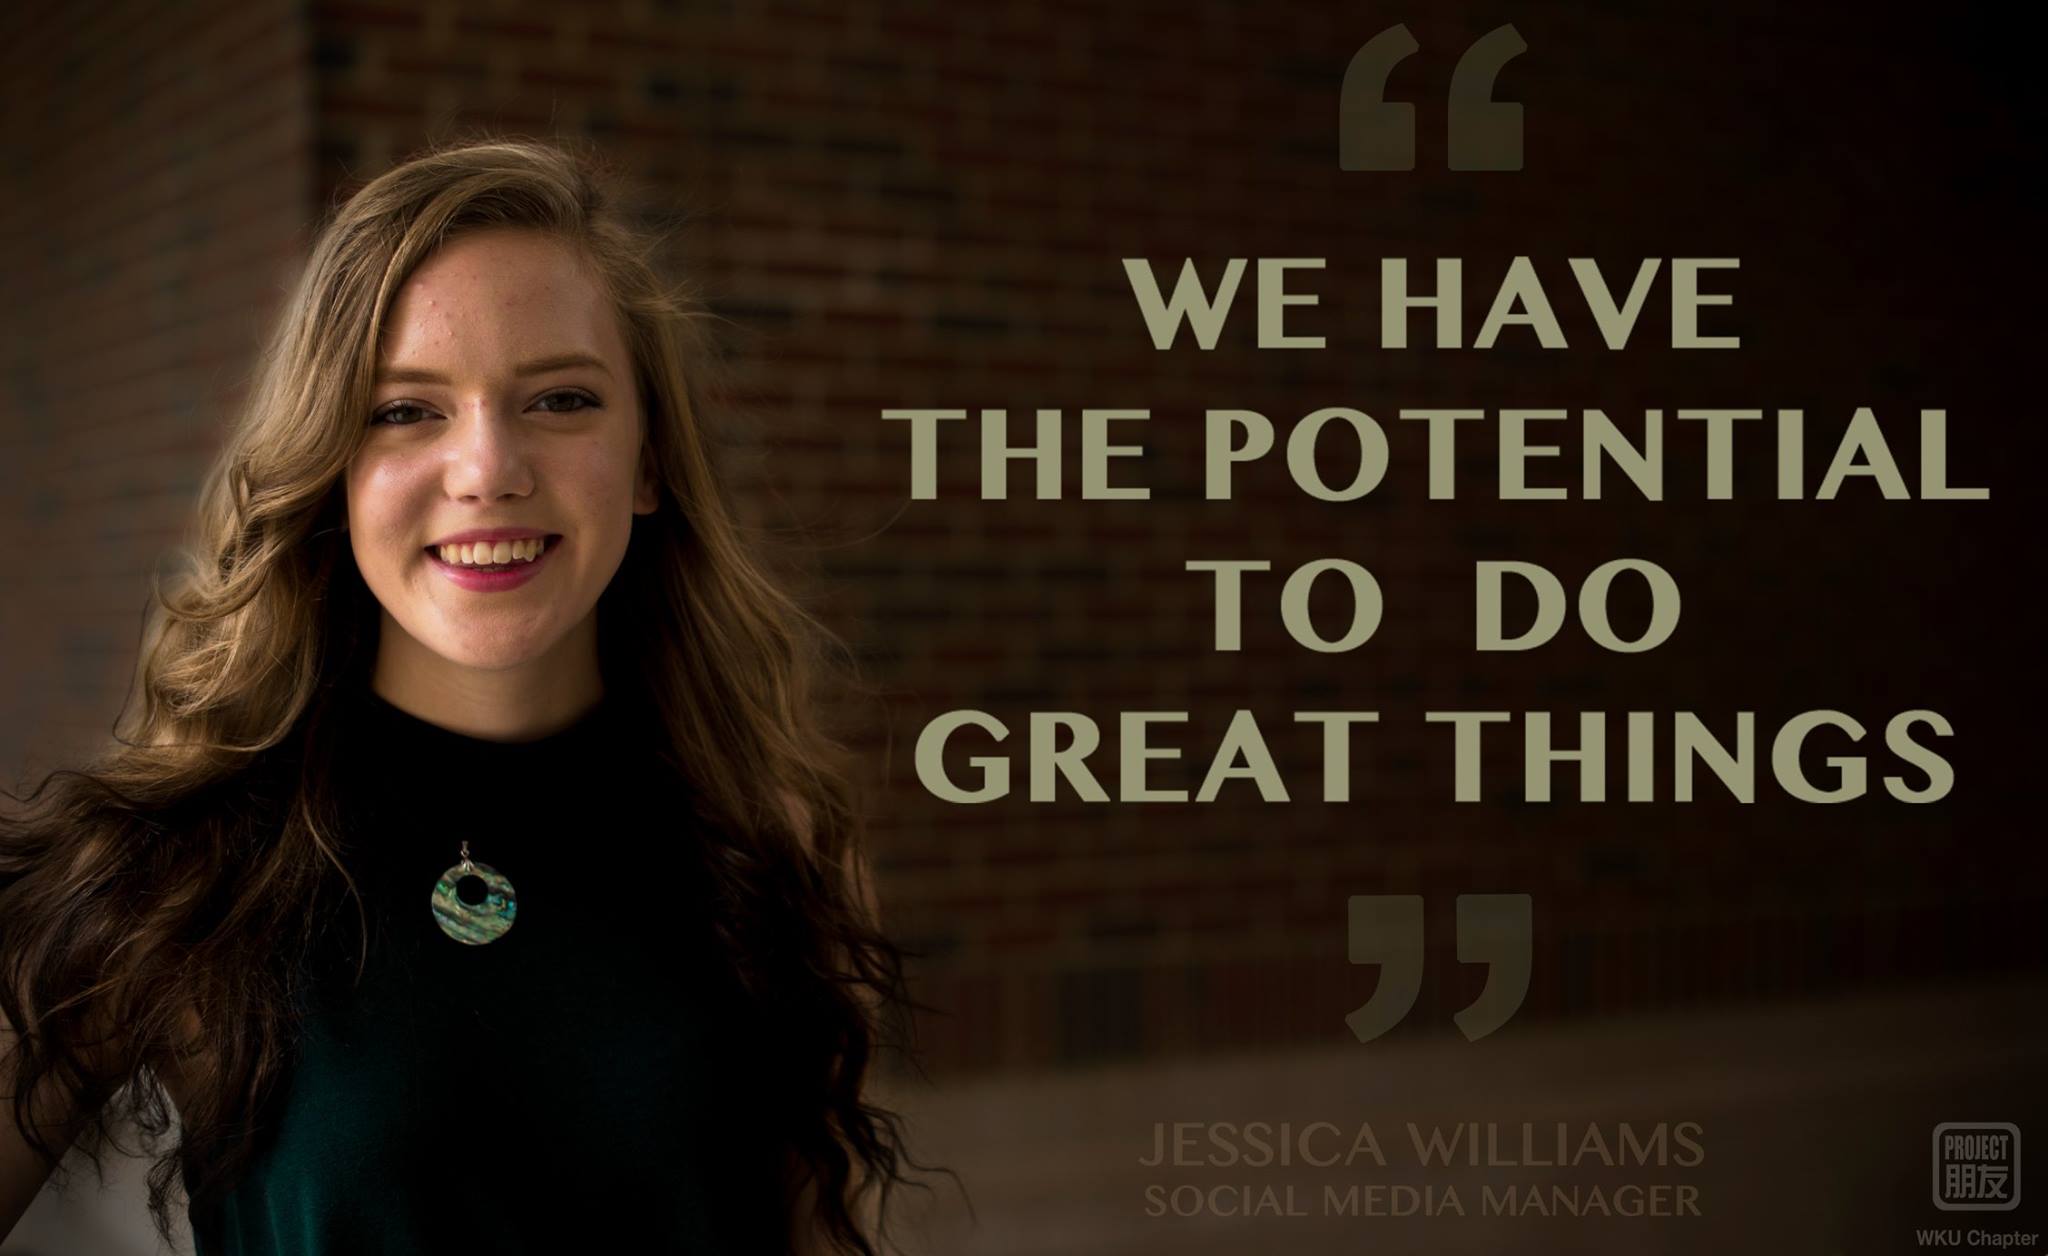 “
WE HAVE
THE POTENTIAL
TO DO
GREAT THINGS
”
JESSICA WILLIAMS
SOCIAL MEDIA MANAGER
PROJECT
朋友
WKU Chapter